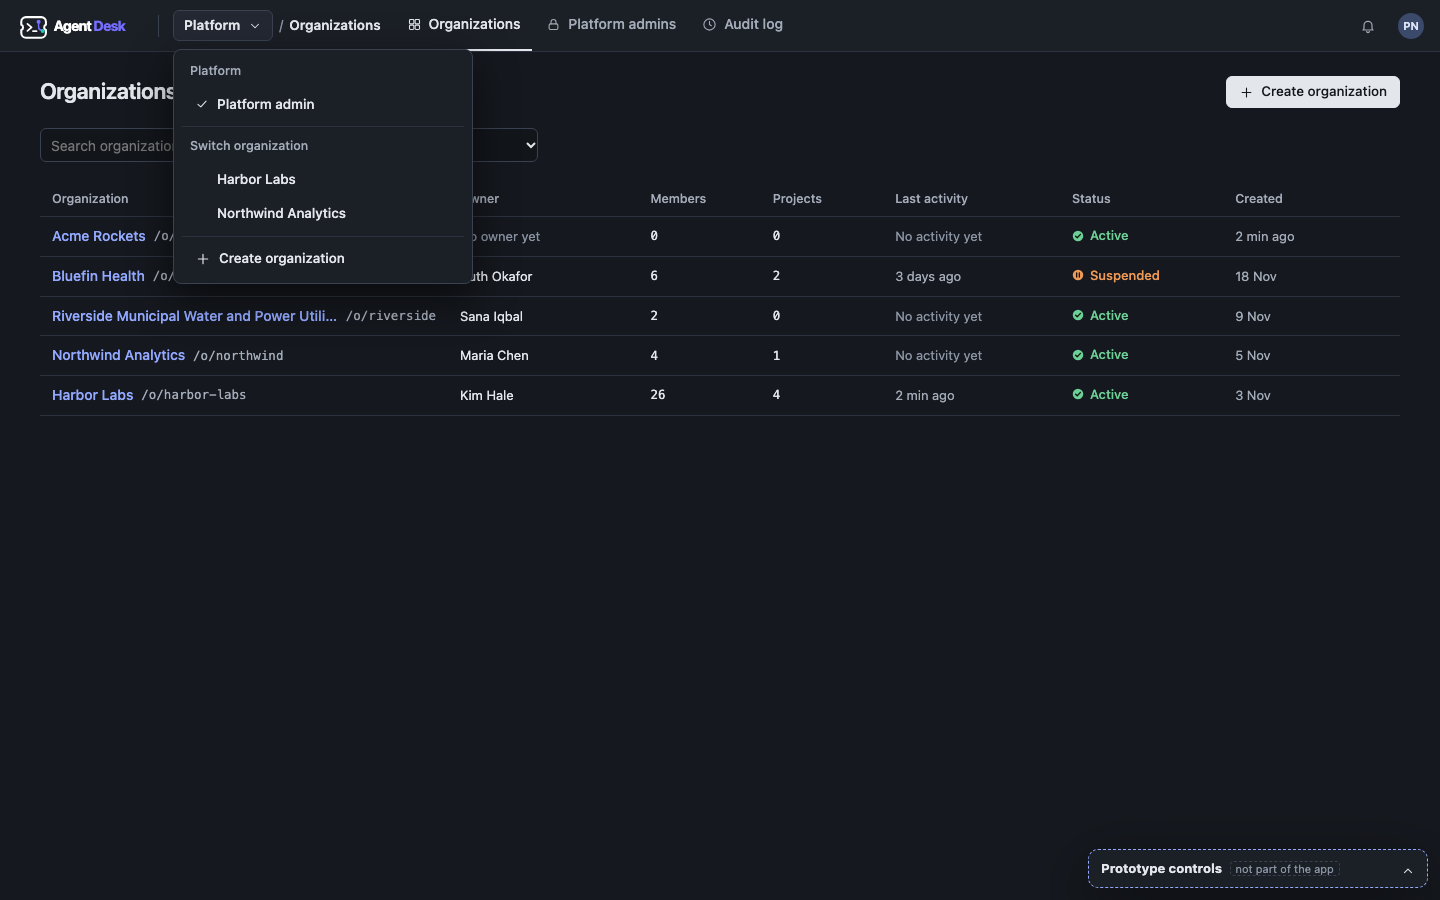 AgentDesk
Platform / Organizations Organizations Platform admins Audit log PN
Platform
Platform admin
Switch organization
Harbor Labs
Northwind Analytics
Create organization
Organizations Create organization
Search organization
Organization Members Projects Last activity Status Created
Acme Rockets owner yet 0 0 No activity yet Active 2 min ago
Bluefin Health Okafor 6 2 3 days ago Suspended 18 Nov
Riverside Municipal Water and Power Utili... /o/riverside Sana Iqbal 2 0 No activity yet Active 9 Nov
Northwind Analytics /o/northwind Maria Chen 4 1 No activity yet Active 5 Nov
Harbor Labs /o/harbor-labs Kim Hale 26 4 2 min ago Active 3 Nov
Prototype controls not part of the app